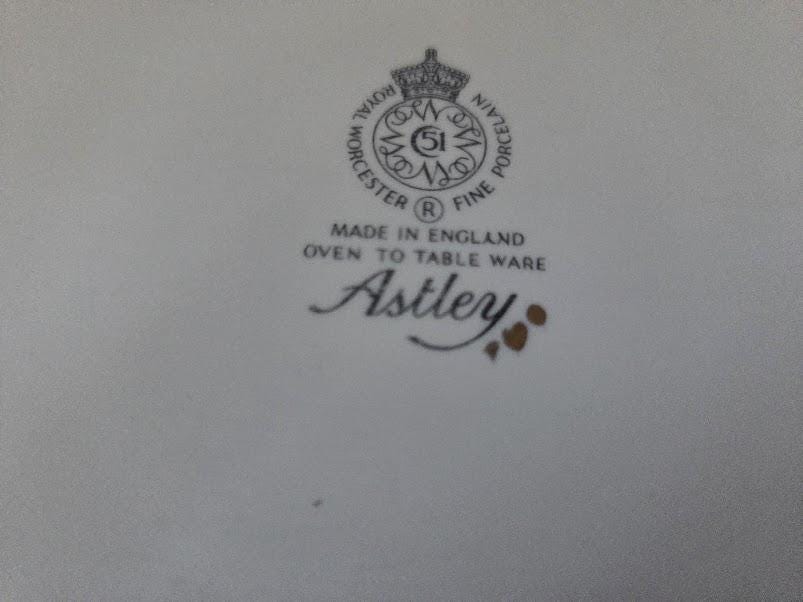 ROYAL WORCESTER FINE PORCELAIN
C 51
R
MADE IN ENGLAND
OVEN TO TABLE WARE
Astley